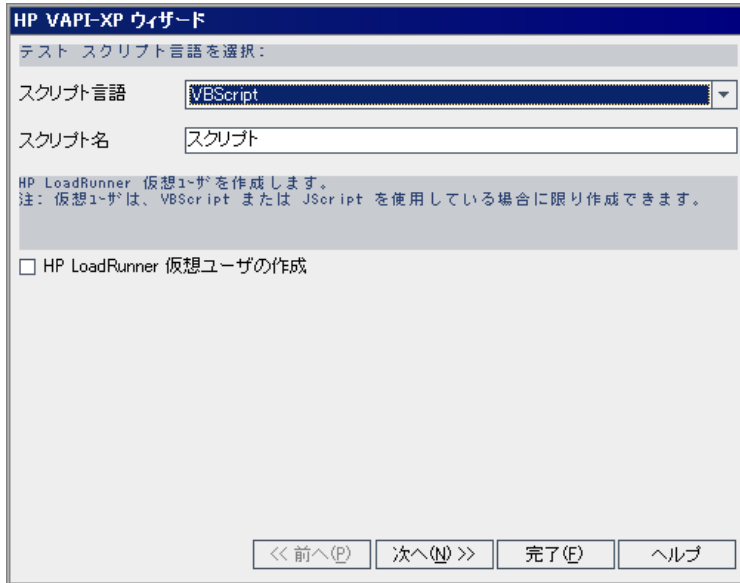 HP VAPI-XP ウィザード
テスト スクリプト言語を選択:
スクリプト言語 VBScript
スクリプト名 スクリプト
HP LoadRunner 仮想ﾕｰｻﾞを作成します。
注: 仮想ﾕｰｻﾞは、VBScript または JScript を使用している場合に限り作成できます。
HP LoadRunner 仮想ユーザの作成
<< 前へ(P) 次へ(N) >> 完了(F) ヘルプ